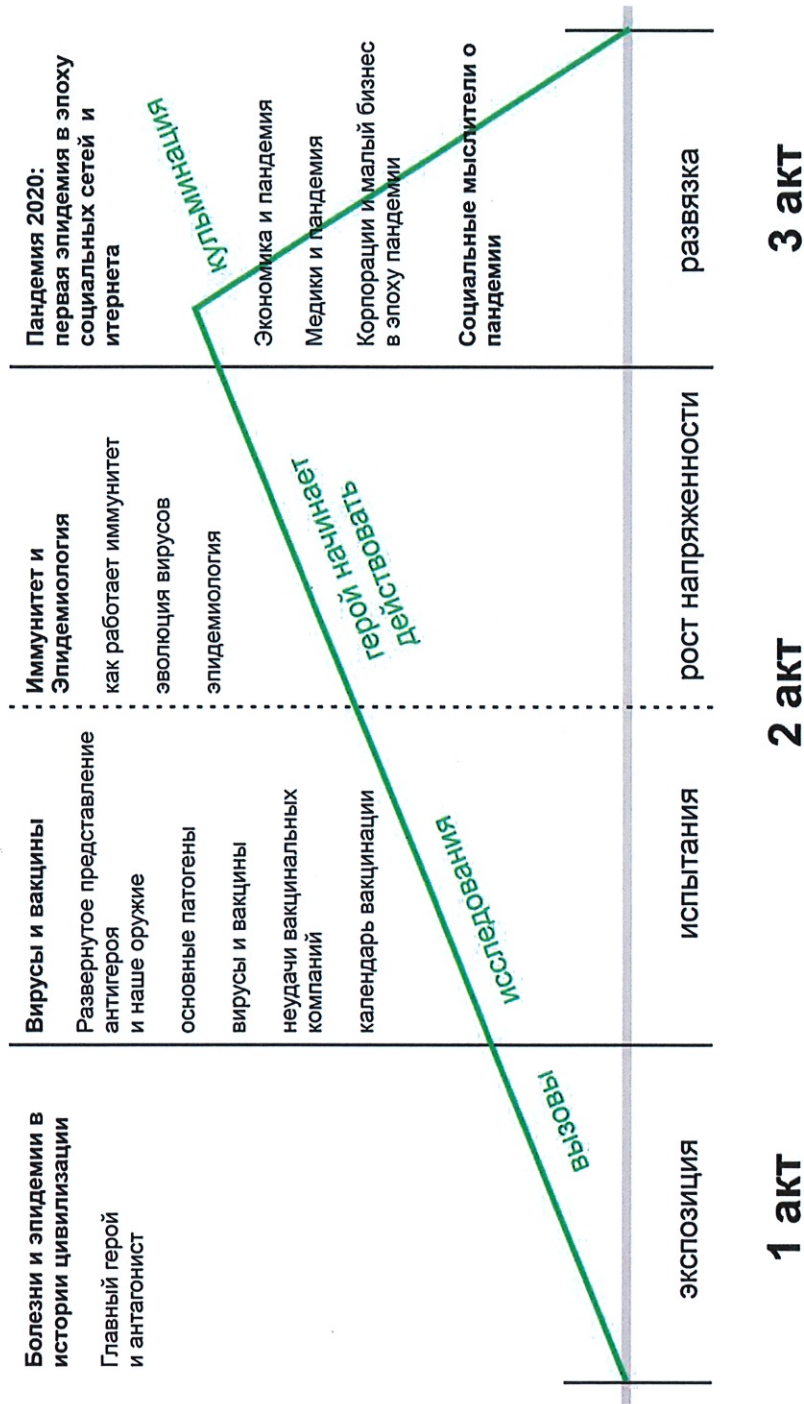 Болезни и эпидемии в
истории цивилизации
Главный герой
и антагонист
Вирусы и вакцины
Развернутое представление
антигероя
и наше оружие
основные патогены
вирусы и вакцины
неудачи вакцинальных
компаний
календарь вакцинации
Иммунитет и
Эпидемиология
как работает иммунитет
эволюция вирусов
эпидемиология
Пандемия 2020:
первая эпидемия в эпоху
социальных сетей и
итернета
Экономика и пандемия
Медики и пандемия
Корпорации и малый бизнес
в эпоху пандемии
Социальные мыслители о
пандемии
вызовы
исследования
герой начинает
действовать
кульминация
экспозиция
испытания
рост напряженности
развязка
1 акт
2 акт
3 акт